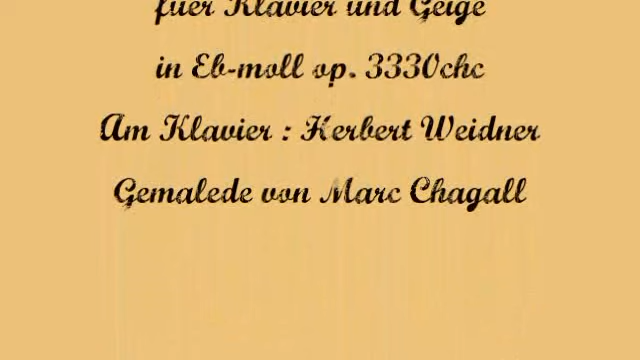 fuer Klavier und Geige
in Eb-moll op. 3330chc
Am Klavier : Herbert Weidner
Gemalede von Marc Chagall